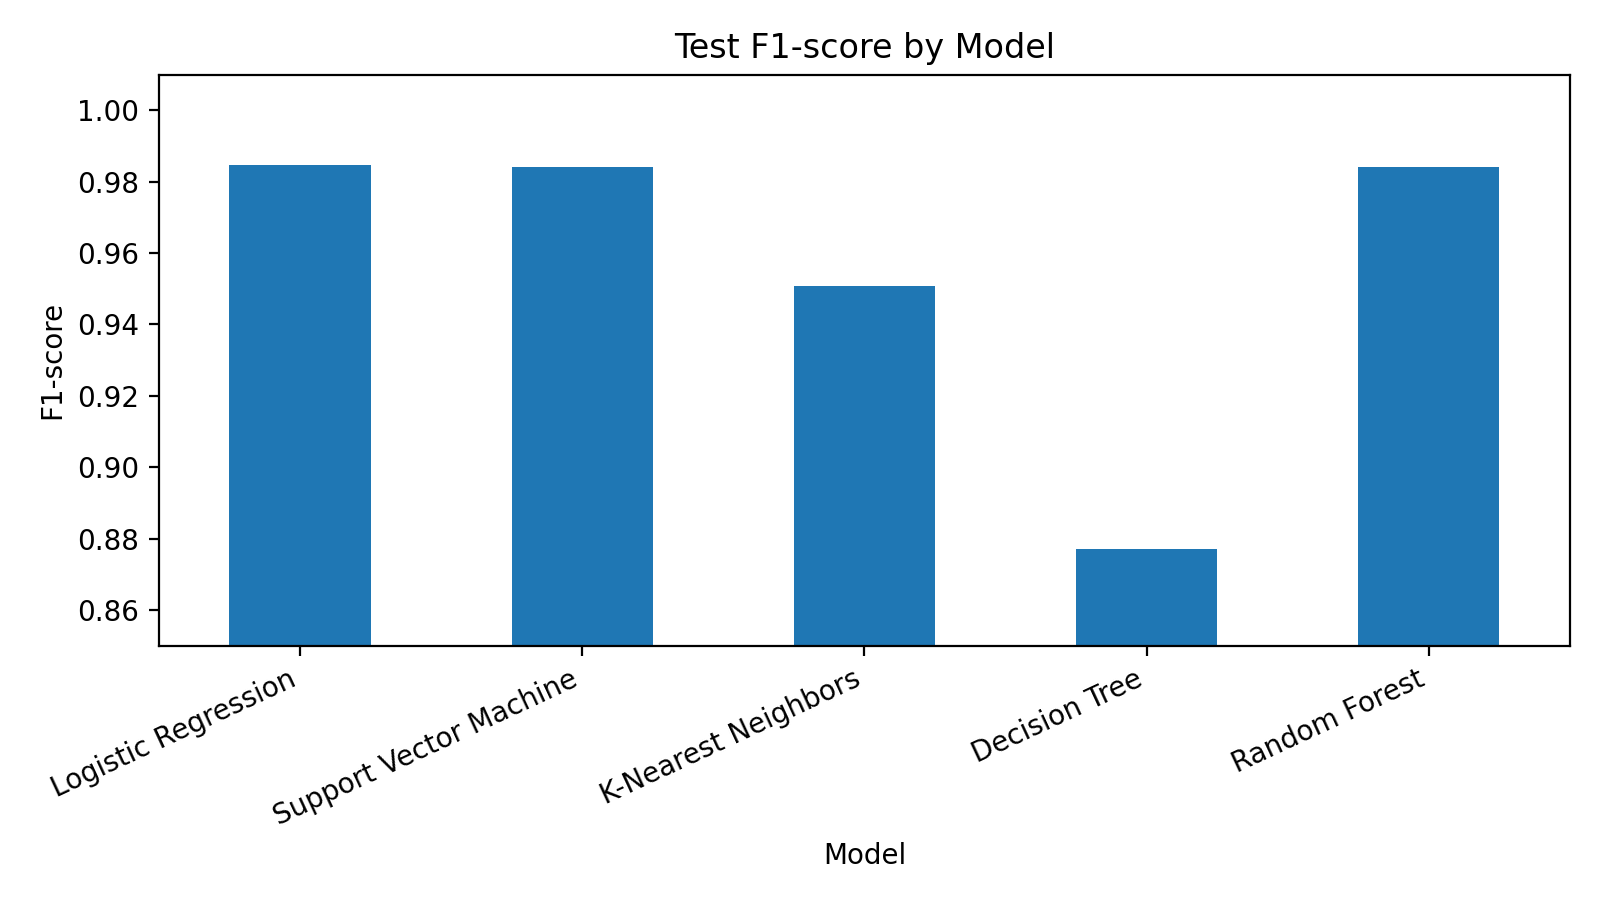 Test F1-score by Model
F1-score
1.00
0.98
0.96
0.94
0.92
0.90
0.88
0.86
Logistic Regression
Support Vector Machine
K-Nearest Neighbors
Decision Tree
Random Forest
Model